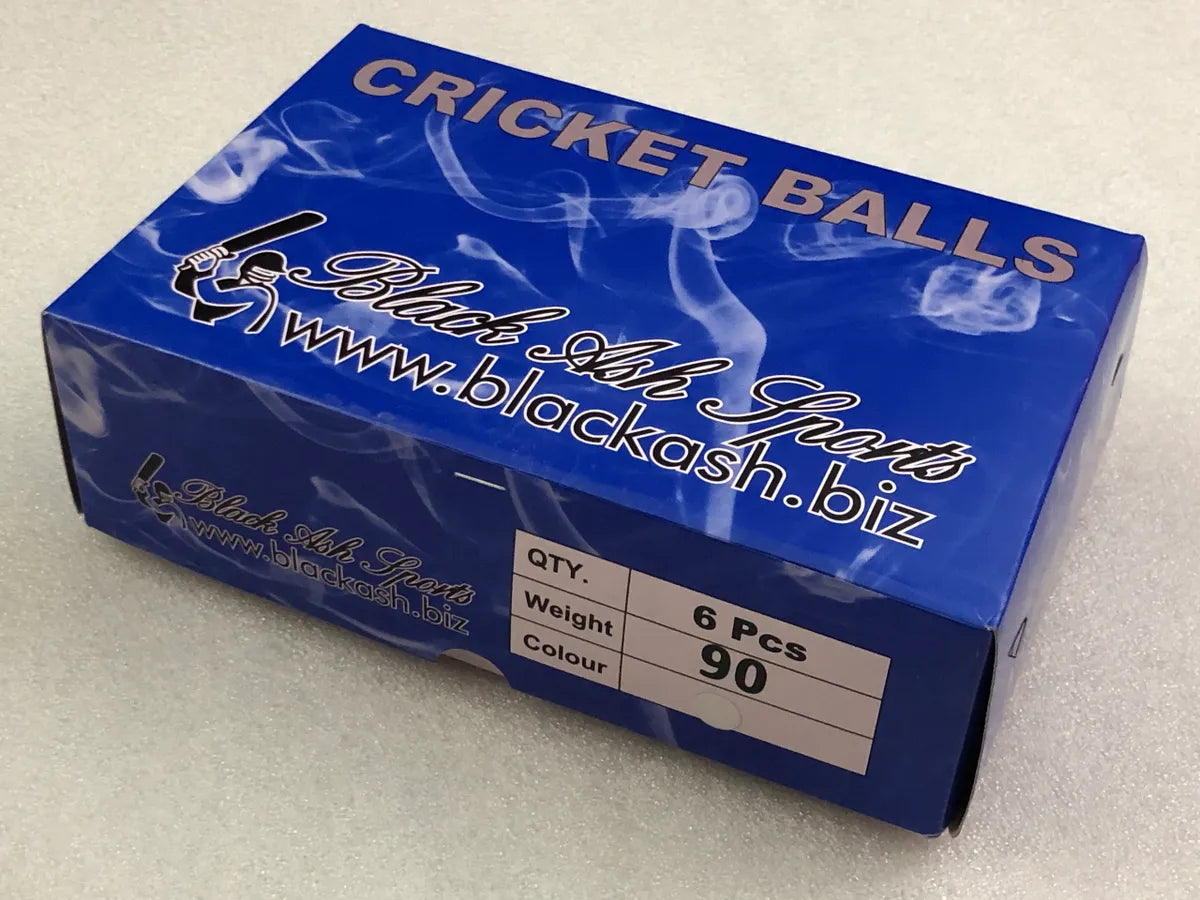 CRICKET BALLS
Black Ash Sports
www.blackash.biz
Black Ash Sports
www.blackash.biz
QTY. 6 Pcs
Weight 90
Colour